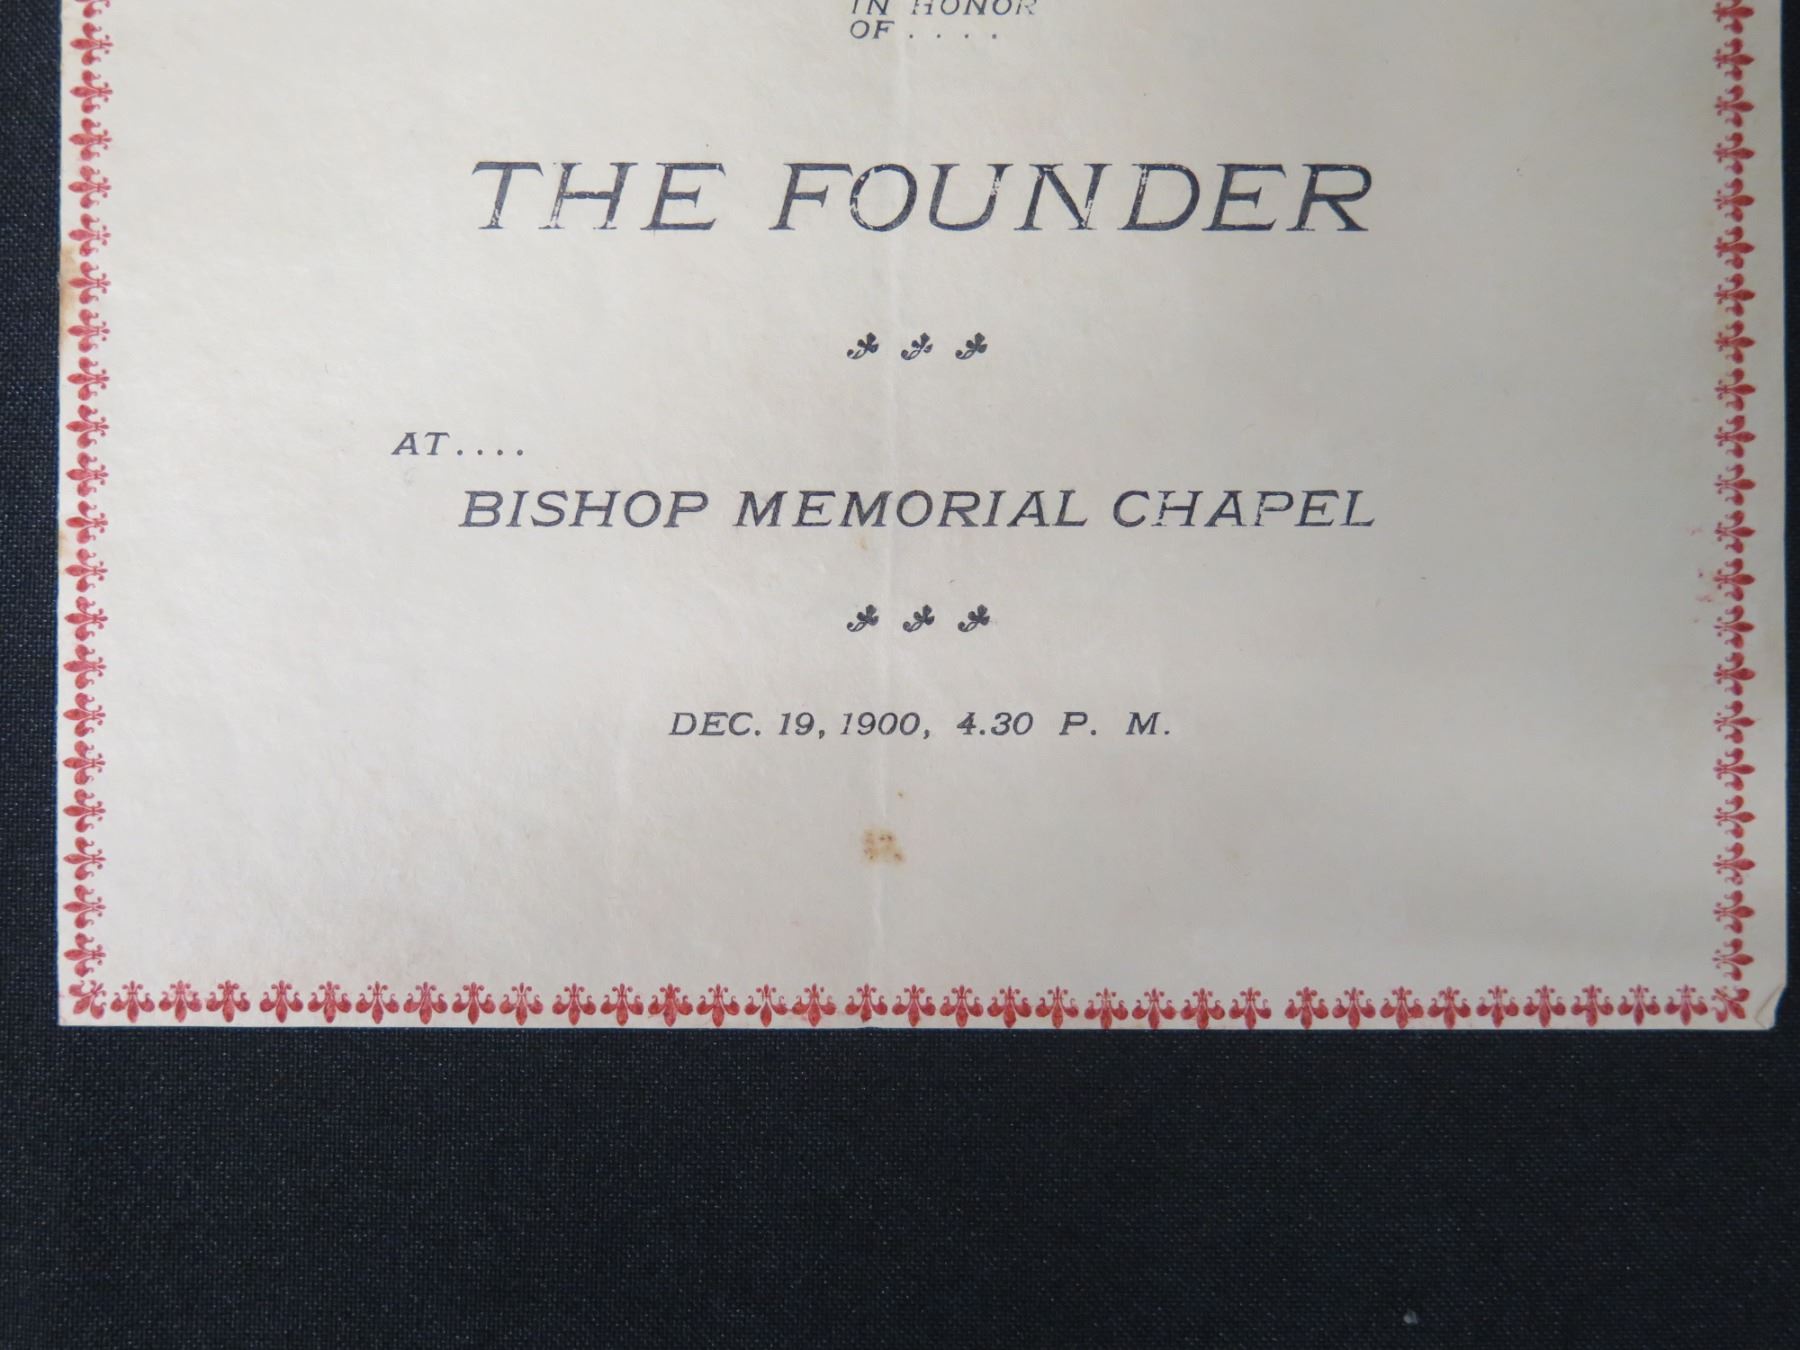 IN HONOR
OF . . . .
THE FOUNDER
AT . . . .
BISHOP MEMORIAL CHAPEL
DEC. 19, 1900, 4.30 P. M.